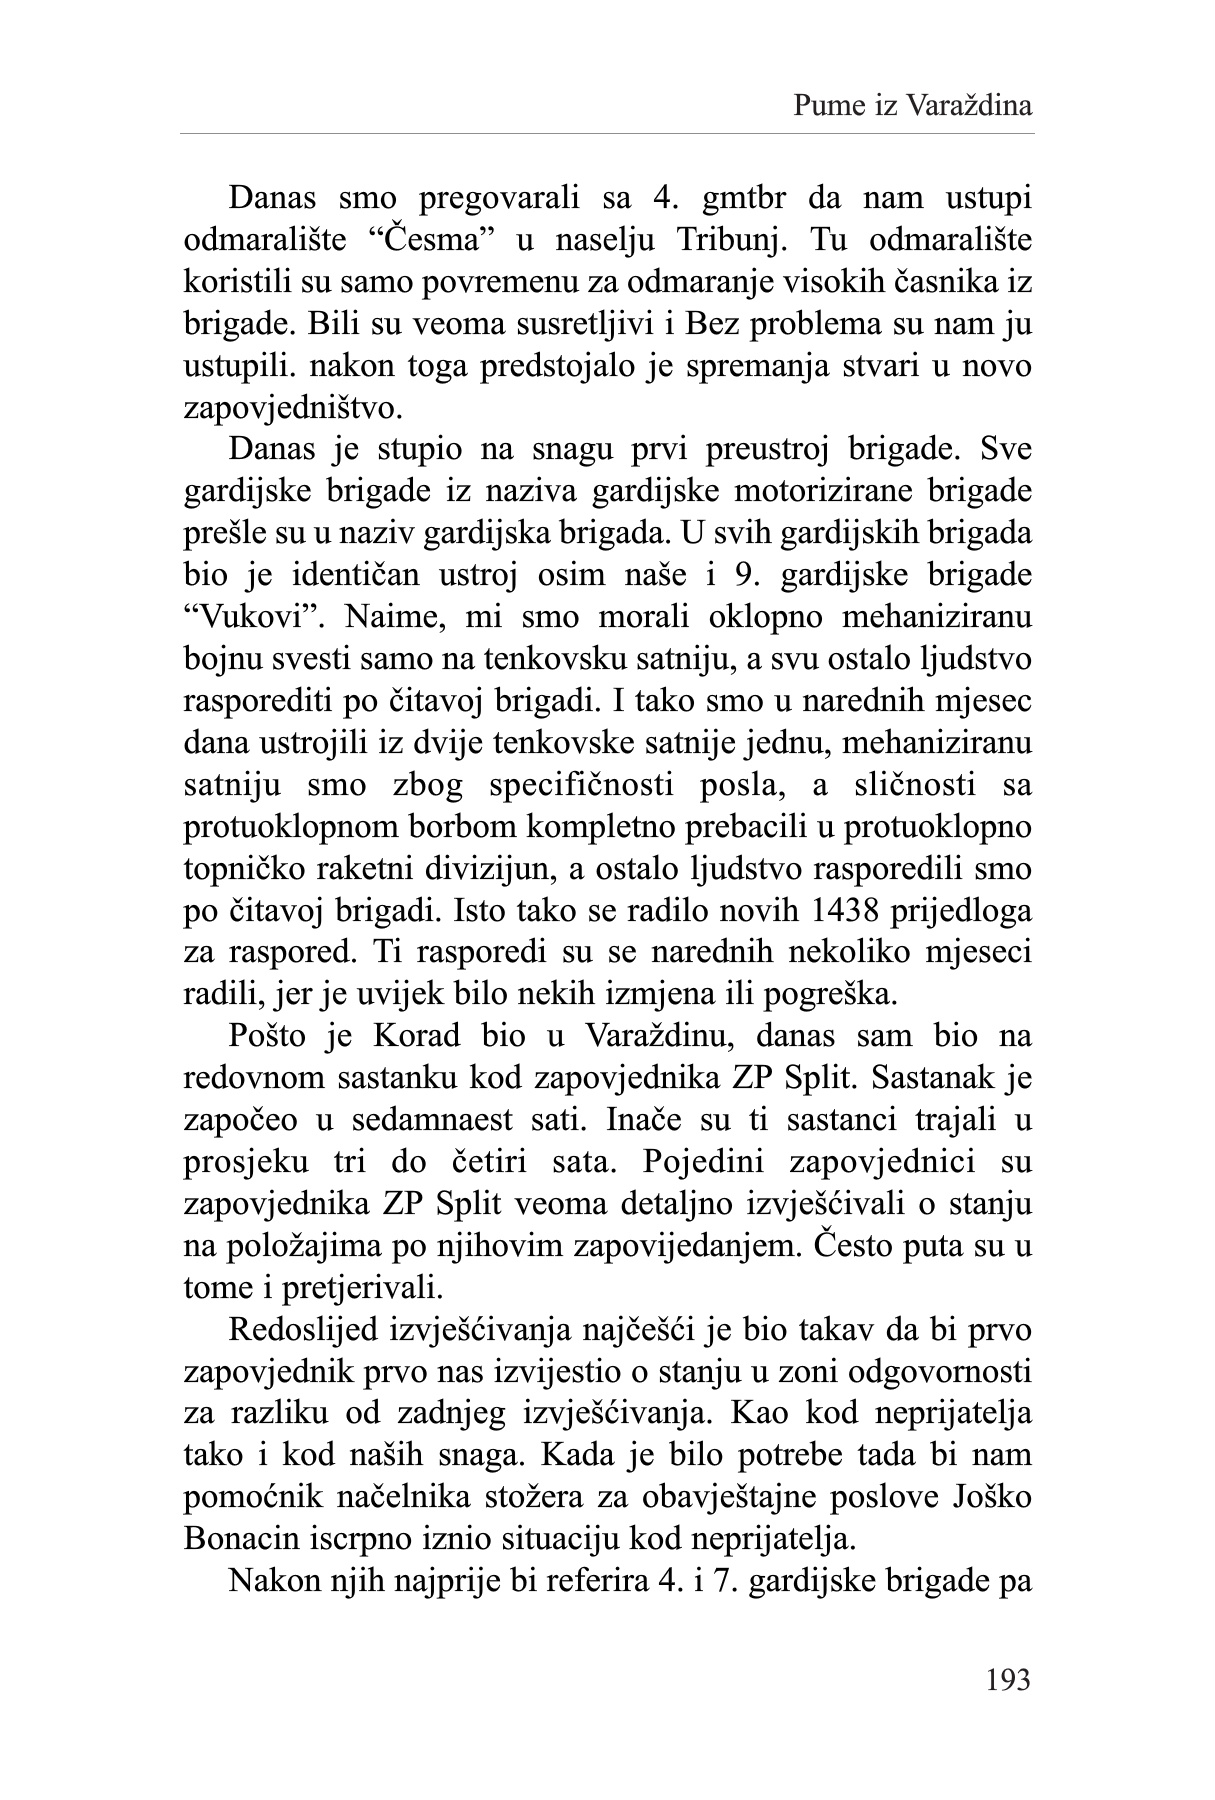 Pume iz Varaždina
Danas smo pregovarali sa 4. gmtbr da nam ustupi
odmaralište “Česma” u naselju Tribunj. Tu odmaralište
koristili su samo povremenu za odmaranje visokih časnika iz
brigade. Bili su veoma susretljivi i Bez problema su nam ju
ustupili. nakon toga predstojalo je spremanja stvari u novo
zapovjedništvo.
Danas je stupio na snagu prvi preustroj brigade. Sve
gardijske brigade iz naziva gardijske motorizirane brigade
prešle su u naziv gardijska brigada. U svih gardijskih brigada
bio je identičan ustroj osim naše i 9. gardijske brigade
“Vukovi”. Naime, mi smo morali oklopno mehaniziranu
bojnu svesti samo na tenkovsku satniju, a svu ostalo ljudstvo
rasporediti po čitavoj brigadi. I tako smo u narednih mjesec
dana ustrojili iz dvije tenkovske satnije jednu, mehaniziranu
satniju smo zbog specifičnosti posla, a sličnosti sa
protuoklopnom borbom kompletno prebacili u protuoklopno
topničko raketni divizijun, a ostalo ljudstvo rasporedili smo
po čitavoj brigadi. Isto tako se radilo novih 1438 prijedloga
za raspored. Ti rasporedi su se narednih nekoliko mjeseci
radili, jer je uvijek bilo nekih izmjena ili pogreška.
Pošto je Korad bio u Varaždinu, danas sam bio na
redovnom sastanku kod zapovjednika ZP Split. Sastanak je
započeo u sedamnaest sati. Inače su ti sastanci trajali u
prosjeku tri do četiri sata. Pojedini zapovjednici su
zapovjednika ZP Split veoma detaljno izvješćivali o stanju
na položajima po njihovim zapovijedanjem. Često puta su u
tome i pretjerivali.
Redoslijed izvješćivanja najčešći je bio takav da bi prvo
zapovjednik prvo nas izvijestio o stanju u zoni odgovornosti
za razliku od zadnjeg izvješćivanja. Kao kod neprijatelja
tako i kod naših snaga. Kada je bilo potrebe tada bi nam
pomoćnik načelnika stožera za obavještajne poslove Joško
Bonacin iscrpno iznio situaciju kod neprijatelja.
Nakon njih najprije bi referira 4. i 7. gardijske brigade pa
193